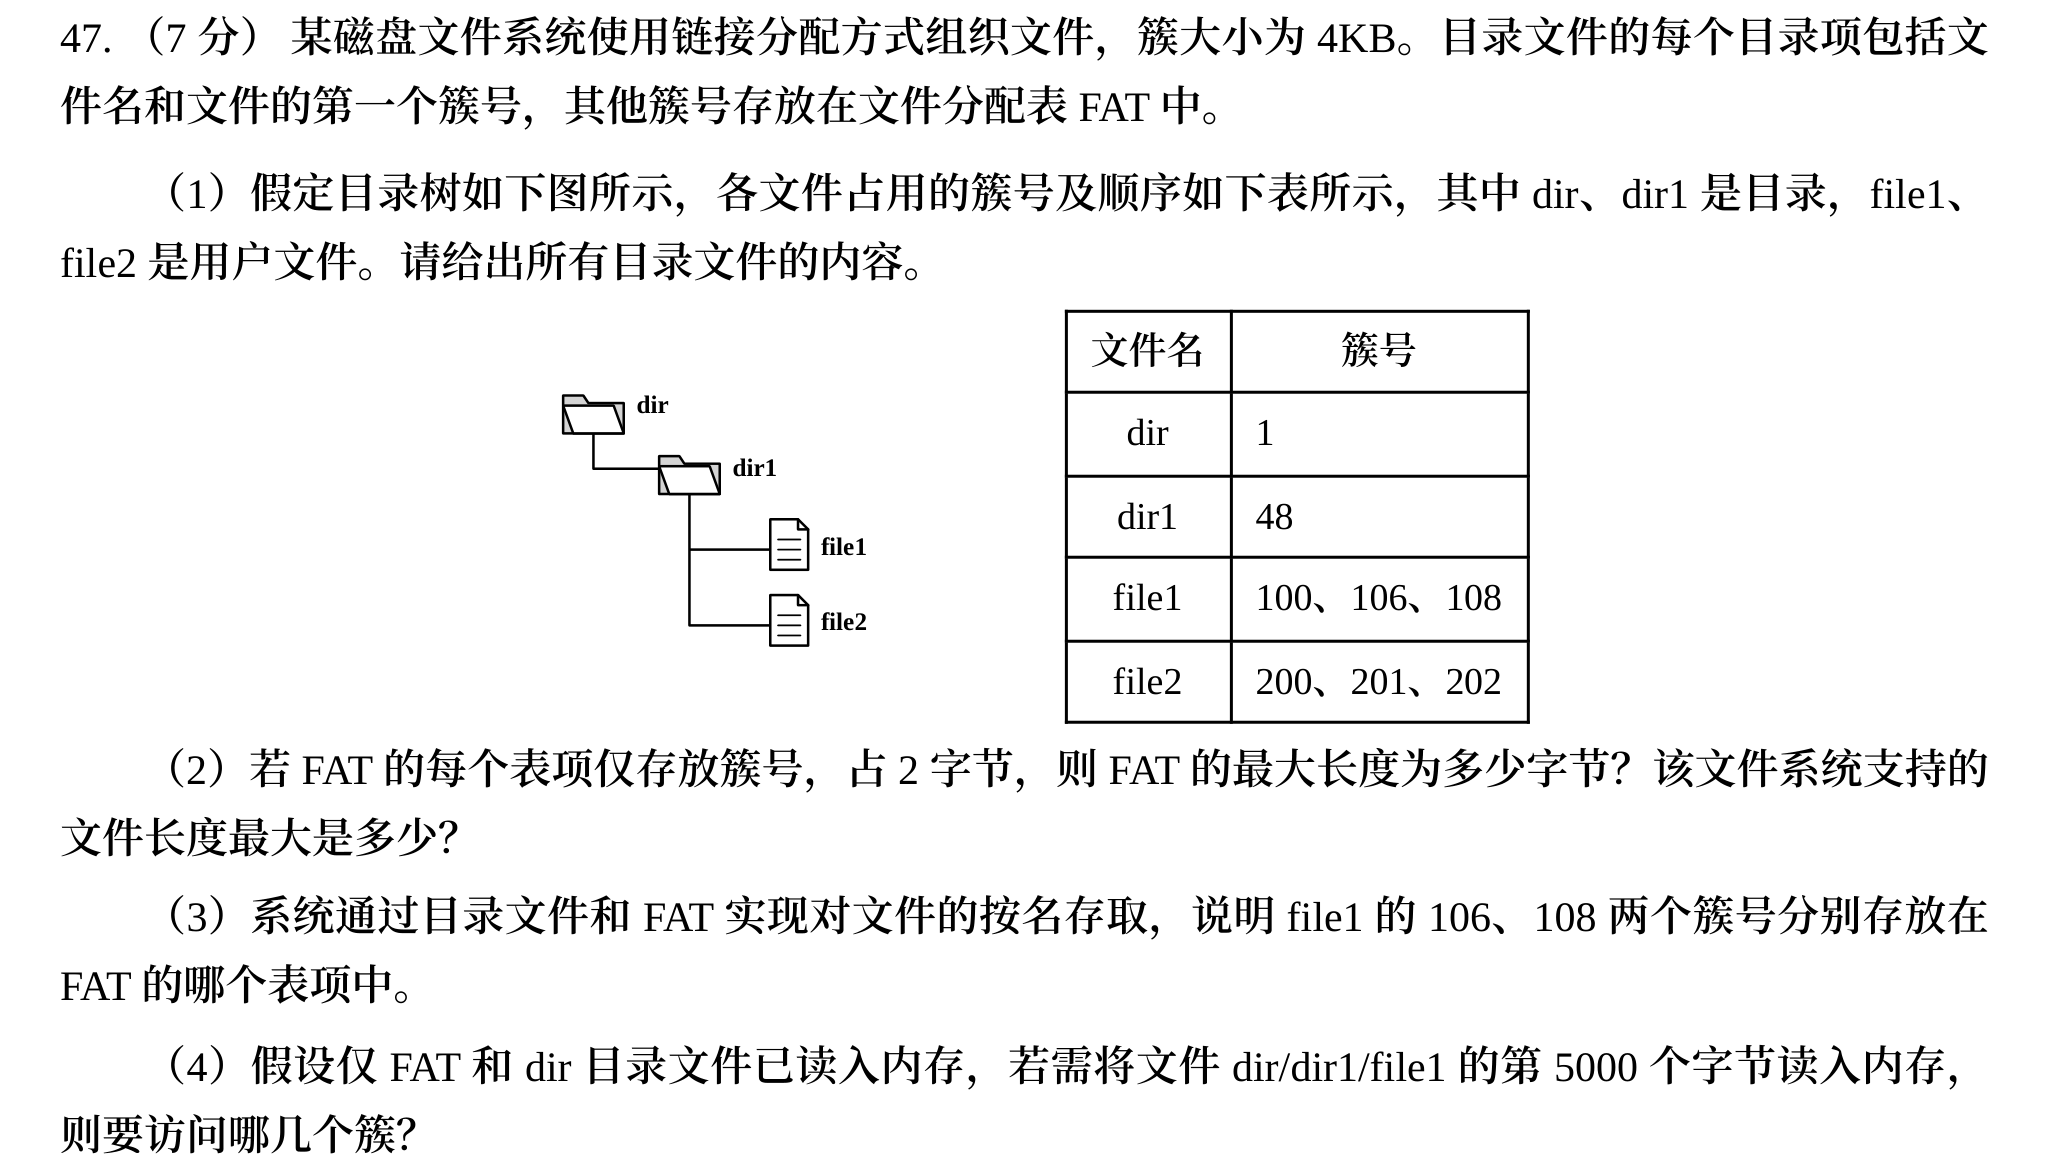 47. （7 分） 某磁盘文件系统使用链接分配方式组织文件，簇大小为 4KB。目录文件的每个目录项包括文
件名和文件的第一个簇号，其他簇号存放在文件分配表 FAT 中。
（1）假定目录树如下图所示，各文件占用的簇号及顺序如下表所示，其中 dir、dir1 是目录，file1、
file2 是用户文件。请给出所有目录文件的内容。
dir
dir1
file1
file2
文件名 簇号
dir 1
dir1 48
file1 100、106、108
file2 200、201、202
（2）若 FAT 的每个表项仅存放簇号，占 2 字节，则 FAT 的最大长度为多少字节？该文件系统支持的
文件长度最大是多少？
（3）系统通过目录文件和 FAT 实现对文件的按名存取，说明 file1 的 106、108 两个簇号分别存放在
FAT 的哪个表项中。
（4）假设仅 FAT 和 dir 目录文件已读入内存，若需将文件 dir/dir1/file1 的第 5000 个字节读入内存，
则要访问哪几个簇？